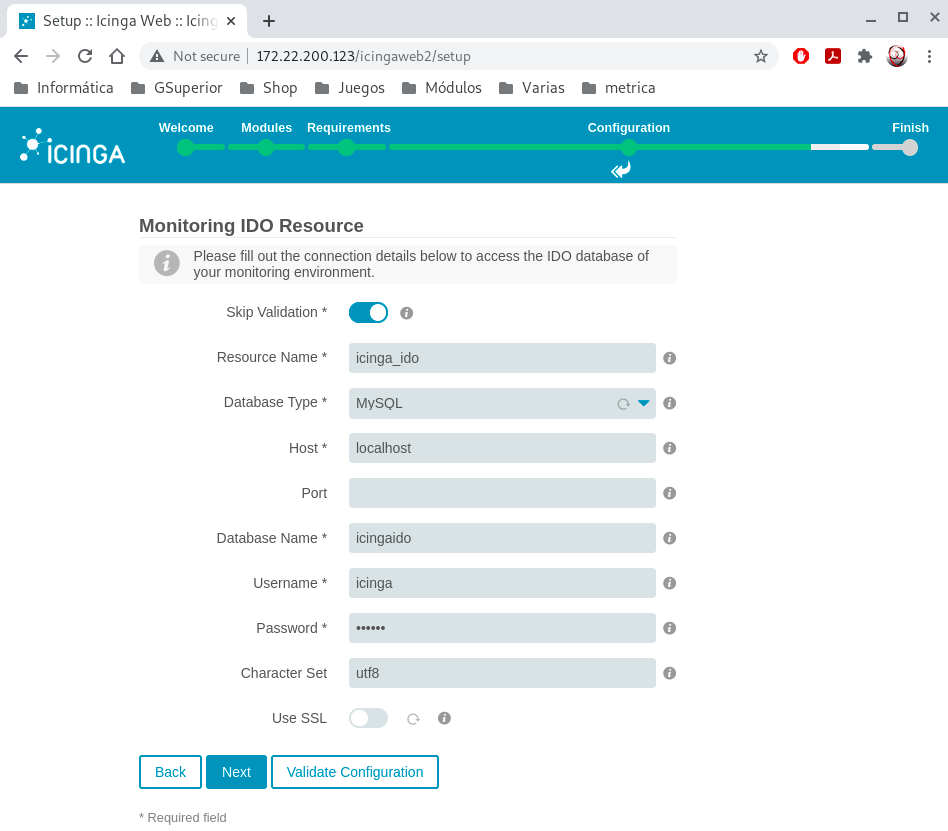 Setup :: Icinga Web :: Icing
Not secure
172.22.200.123/icingaweb2/setup
Informática
GSuperior
Shop
Juegos
Módulos
Varias
metrica
ICINGA
Welcome
Modules
Requirements
Configuration
Finish
Monitoring IDO Resource
Please fill out the connection details below to access the IDO database of
your monitoring environment.
Skip Validation *
Resource Name * icinga_ido
Database Type * MySQL
Host * localhost
Port
Database Name * icingaido
Username * icinga
Password * ••••••
Character Set utf8
Use SSL
Back Next Validate Configuration
* Required field